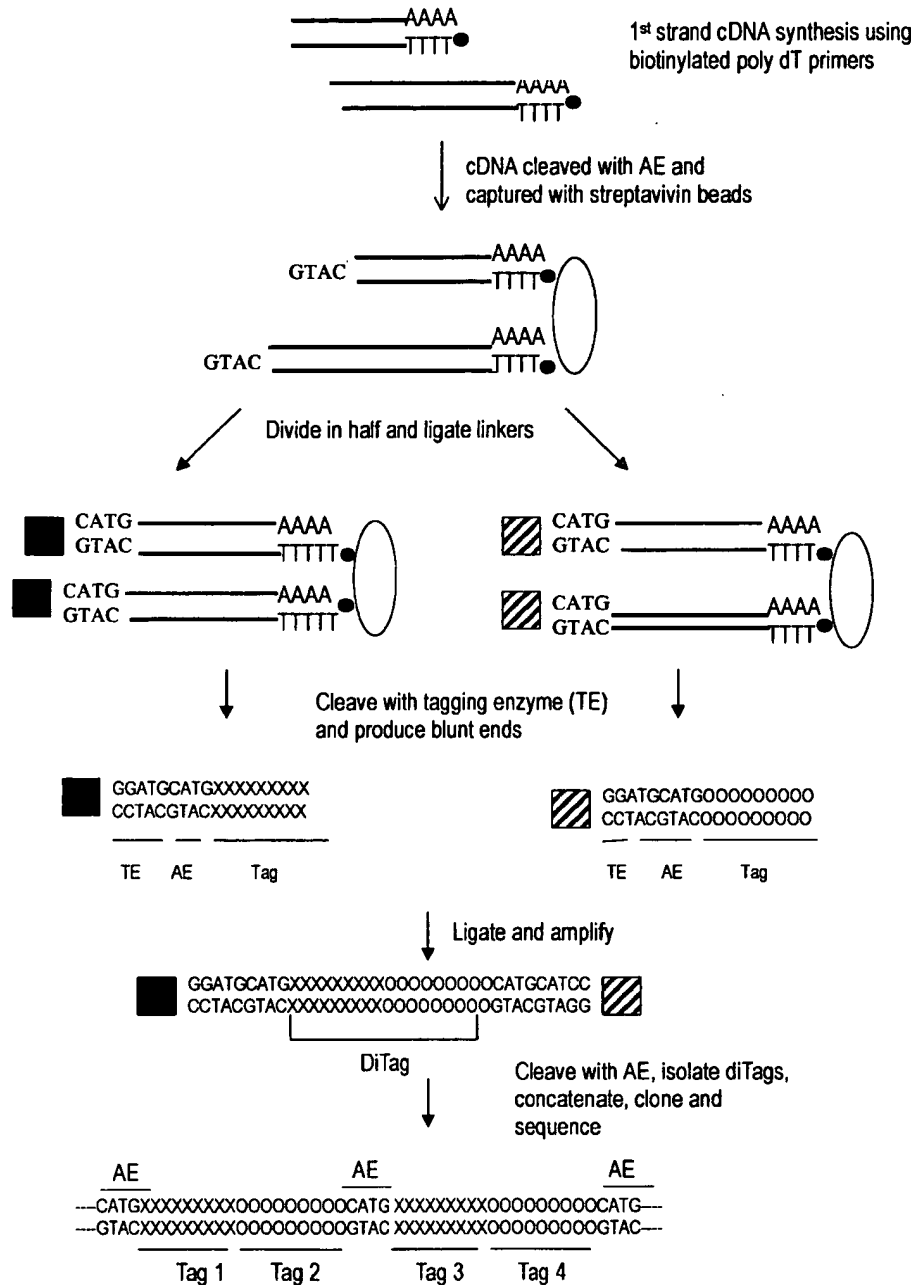 AAAA
TTTT
1st strand cDNA synthesis using
biotinylated poly dT primers
AAAA
TTTT
cDNA cleaved with AE and
captured with streptavivin beads
AAAA
GTAC
TTTT
AAAA
GTAC
TTTT
Divide in half and ligate linkers
CATG AAAA
GTAC TTTTT
CATG AAAA
GTAC TTTTT
CATG AAAA
GTAC TTTT
CATG AAAA
GTAC TTTT
Cleave with tagging enzyme (TE)
and produce blunt ends
GGATGCATGXXXXXXXXX
CCTACGTACXXXXXXXXX
TE AE Tag
GGATGCATGOOOOOOOOO
CCTACGTACOOOOOOOOO
TE AE Tag
Ligate and amplify
GGATGCATGXXXXXXXXXOOOOOOOOOCATGCATCC
CCTACGTACXXXXXXXXXOOOOOOOOOGTACGTAGG
DiTag
Cleave with AE, isolate diTags,
concatenate, clone and
sequence
AE AE AE
---CATGXXXXXXXXXOOOOOOOOOCATGXXXXXXXXXOOOOOOOOOCATG---
---GTACXXXXXXXXXOOOOOOOOOGTACXXXXXXXXXOOOOOOOOOGTAC---
Tag 1 Tag 2 Tag 3 Tag 4